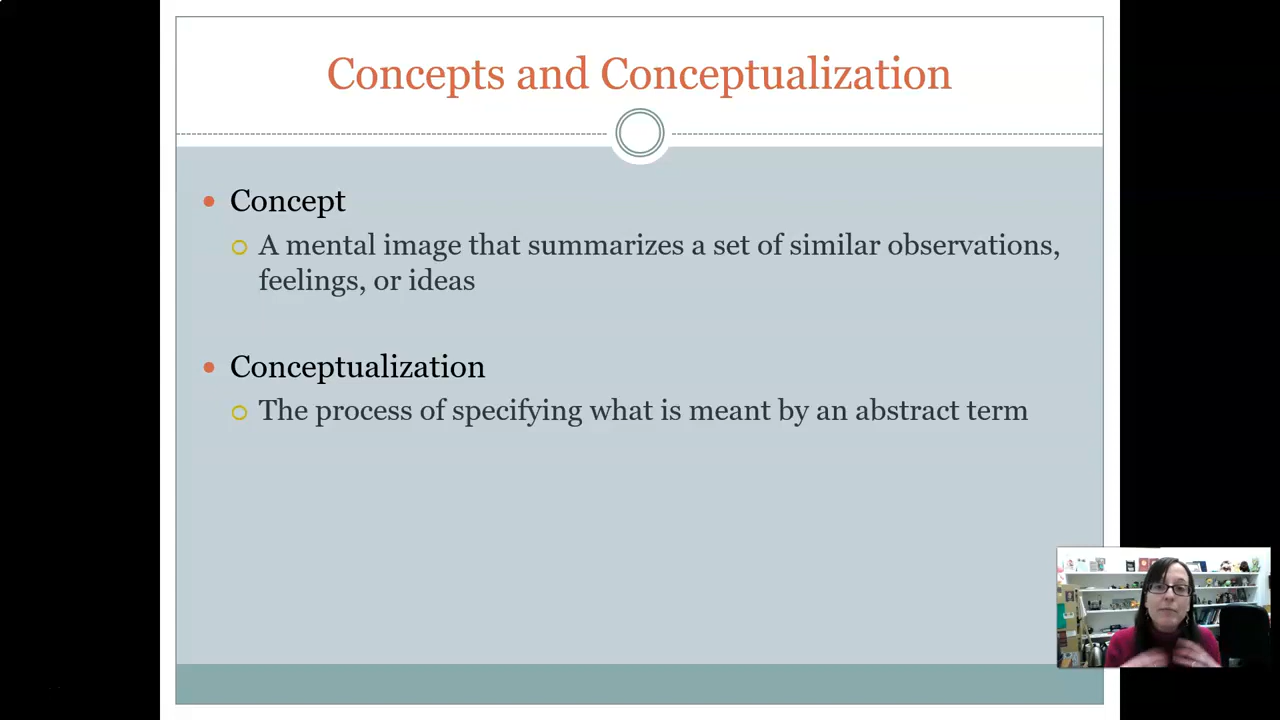 Concepts and Conceptualization
Concept
A mental image that summarizes a set of similar observations,
feelings, or ideas
Conceptualization
The process of specifying what is meant by an abstract term